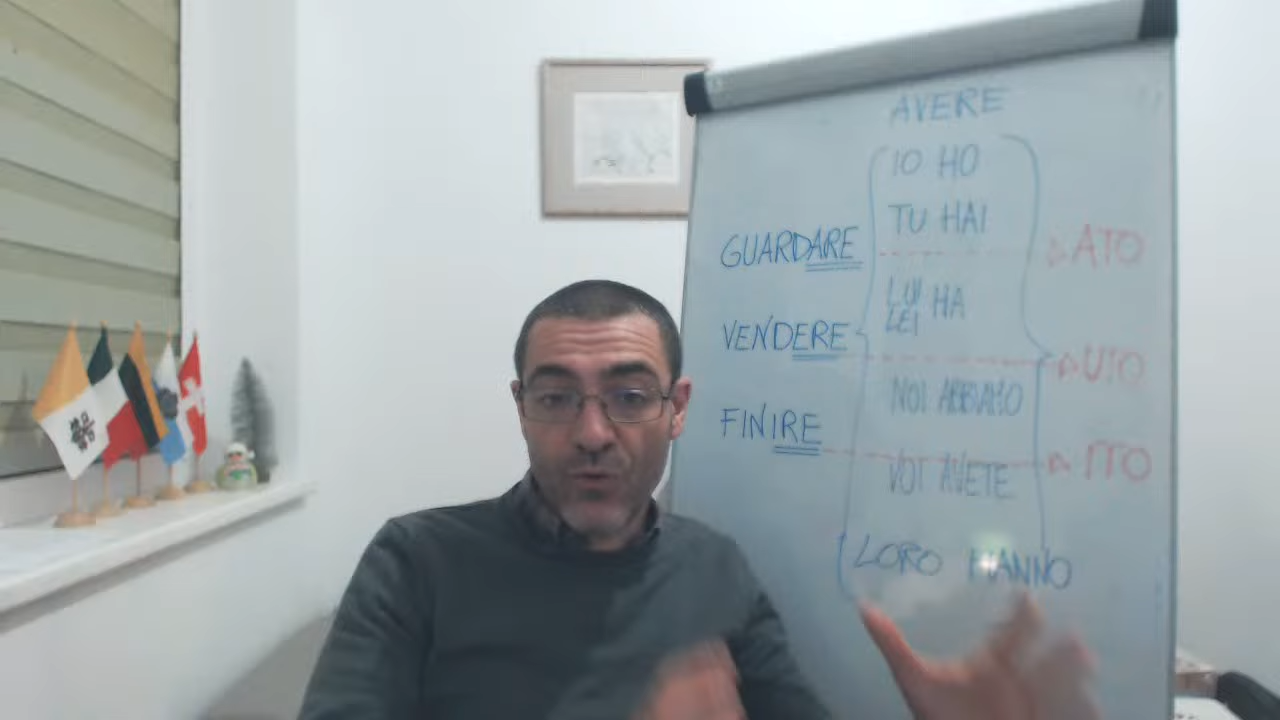 AVERE
IO HO
TU HAI
GUARDARE
ATO
LUI HA
LEI
VENDERE
UTO
NOI ABBIAMO
FINIRE
ITO
VOI AVETE
LORO HANNO